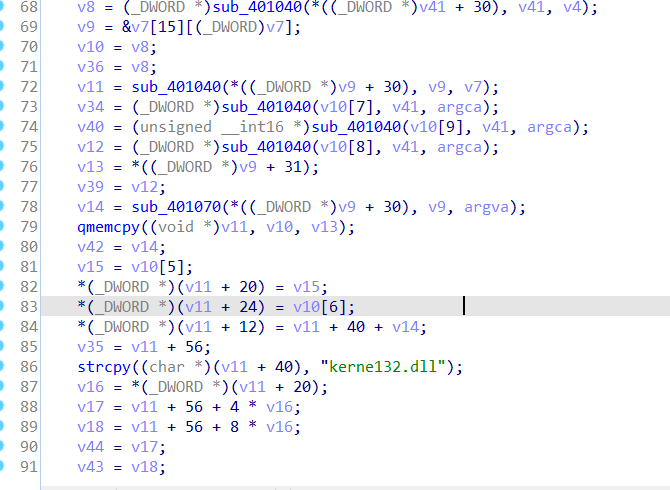 68 v8 = (_DWORD *)sub_401040(*((_DWORD *)v41 + 30), v41, v4);
69 v9 = &v7[15][(_DWORD)v7];
70 v10 = v8;
71 v36 = v8;
72 v11 = sub_401040(*((_DWORD *)v9 + 30), v9, v7);
73 v34 = (_DWORD *)sub_401040(v10[7], v41, argca);
74 v40 = (unsigned __int16 *)sub_401040(v10[9], v41, argca);
75 v12 = (_DWORD *)sub_401040(v10[8], v41, argca);
76 v13 = *((_DWORD *)v9 + 31);
77 v39 = v12;
78 v14 = sub_401070(*((_DWORD *)v9 + 30), v9, argva);
79 qmemcpy((void *)v11, v10, v13);
80 v42 = v14;
81 v15 = v10[5];
82 *(_DWORD *)(v11 + 20) = v15;
83 *(_DWORD *)(v11 + 24) = v10[6];
84 *(_DWORD *)(v11 + 12) = v11 + 40 + v14;
85 v35 = v11 + 56;
86 strcpy((char *)(v11 + 40), "kerne132.dll");
87 v16 = *(_DWORD *)(v11 + 20);
88 v17 = v11 + 56 + 4 * v16;
89 v18 = v11 + 56 + 8 * v16;
90 v44 = v17;
91 v43 = v18;